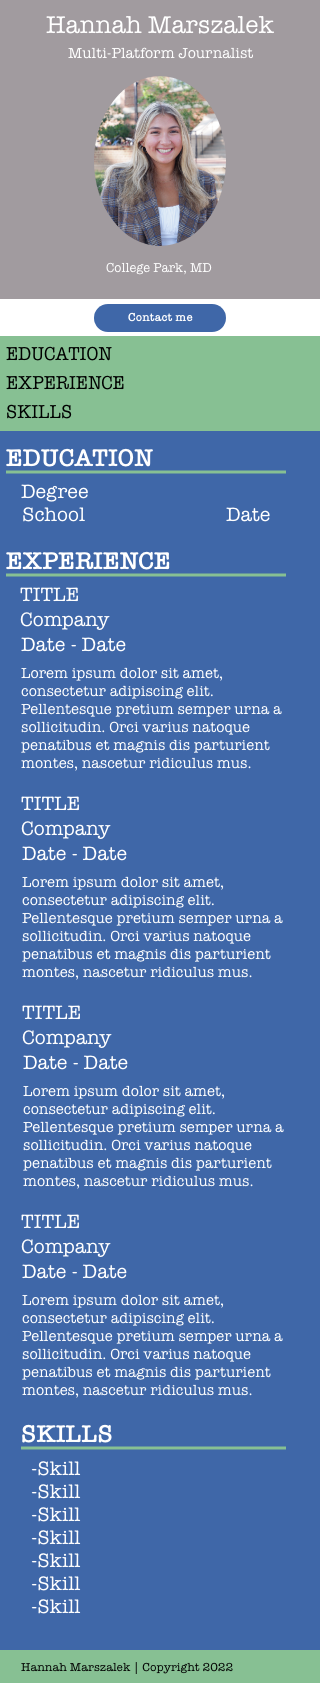 Hannah Marszalek
Multi-Platform Journalist
College Park, MD
Contact me
EDUCATION
EXPERIENCE
SKILLS
EDUCATION
Degree
School Date
EXPERIENCE
TITLE
Company
Date - Date
Lorem ipsum dolor sit amet,
consectetur adipiscing elit.
Pellentesque pretium semper urna a
sollicitudin. Orci varius natoque
penatibus et magnis dis parturient
montes, nascetur ridiculus mus.
TITLE
Company
Date - Date
Lorem ipsum dolor sit amet,
consectetur adipiscing elit.
Pellentesque pretium semper urna a
sollicitudin. Orci varius natoque
penatibus et magnis dis parturient
montes, nascetur ridiculus mus.
TITLE
Company
Date - Date
Lorem ipsum dolor sit amet,
consectetur adipiscing elit.
Pellentesque pretium semper urna a
sollicitudin. Orci varius natoque
penatibus et magnis dis parturient
montes, nascetur ridiculus mus.
TITLE
Company
Date - Date
Lorem ipsum dolor sit amet,
consectetur adipiscing elit.
Pellentesque pretium semper urna a
sollicitudin. Orci varius natoque
penatibus et magnis dis parturient
montes, nascetur ridiculus mus.
SKILLS
-Skill
-Skill
-Skill
-Skill
-Skill
-Skill
-Skill
Hannah Marszalek | Copyright 2022